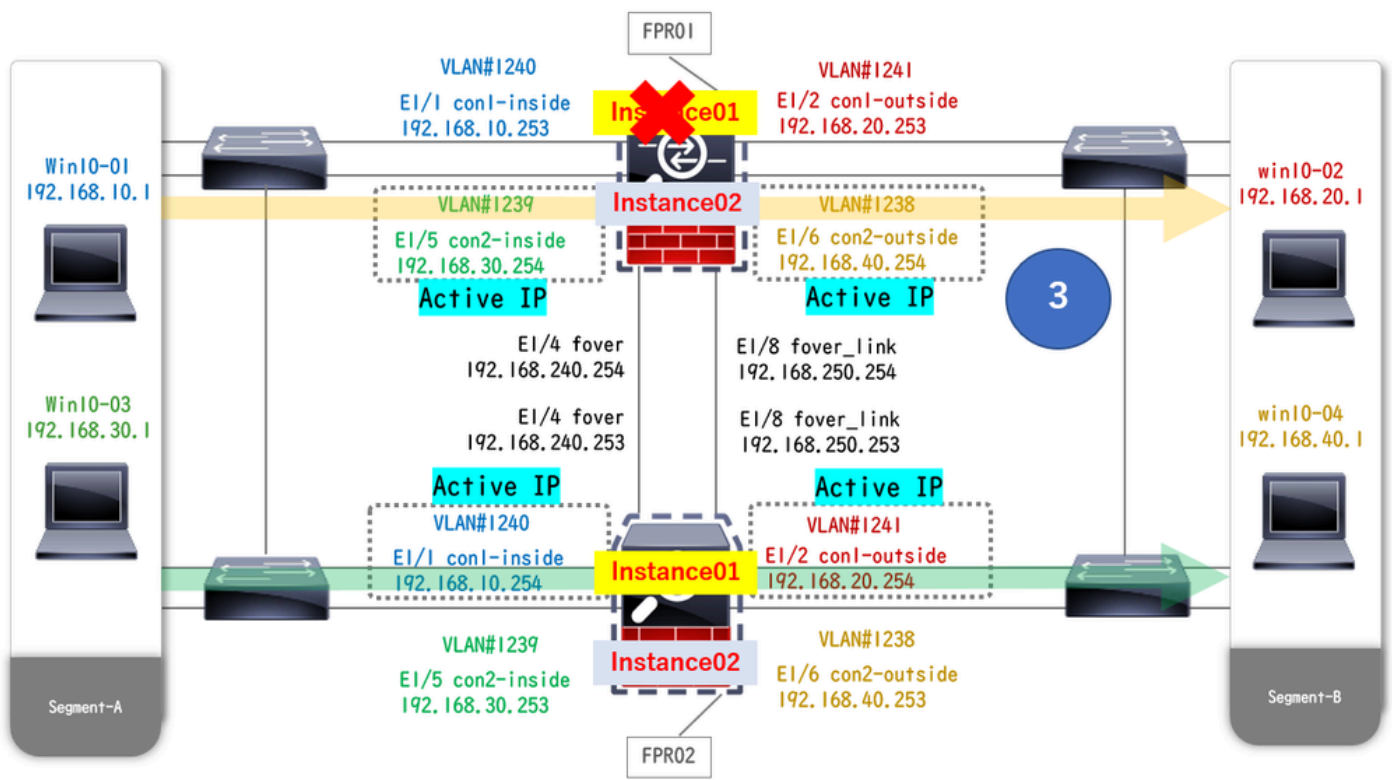 FPR01
VLAN#1240
E1/1 con1-inside
192.168.10.253
VLAN#1241
E1/2 con1-outside
192.168.20.253
Instance01
Win10-01
192.168.10.1
win10-02
192.168.20.1
VLAN#1239
E1/5 con2-inside
192.168.30.254
Active IP
Instance02
VLAN#1238
E1/6 con2-outside
192.168.40.254
Active IP
3
E1/4 fover
192.168.240.254
E1/8 fover_link
192.168.250.254
E1/4 fover
192.168.240.253
E1/8 fover_link
192.168.250.253
Win10-03
192.168.30.1
win10-04
192.168.40.1
Active IP
VLAN#1240
E1/1 con1-inside
192.168.10.254
Active IP
VLAN#1241
E1/2 con1-outside
192.168.20.254
Instance01
VLAN#1239
E1/5 con2-inside
192.168.30.253
Instance02
VLAN#1238
E1/6 con2-outside
192.168.40.253
Segment-A
Segment-B
FPR02